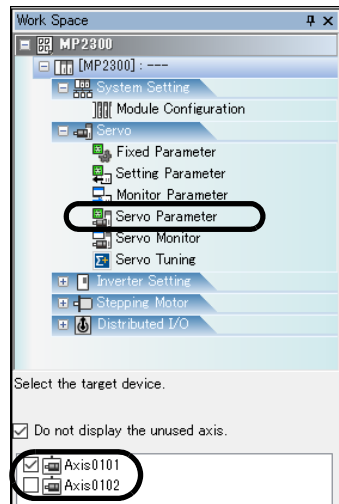 Work Space
MP2300
[MP2300] : ---
System Setting
Module Configuration
Servo
Fixed Parameter
Setting Parameter
Monitor Parameter
Servo Parameter
Servo Monitor
Servo Tuning
Inverter Setting
Stepping Motor
Distributed I/O
Select the target device.
Do not display the unused axis.
Axis0101
Axis0102